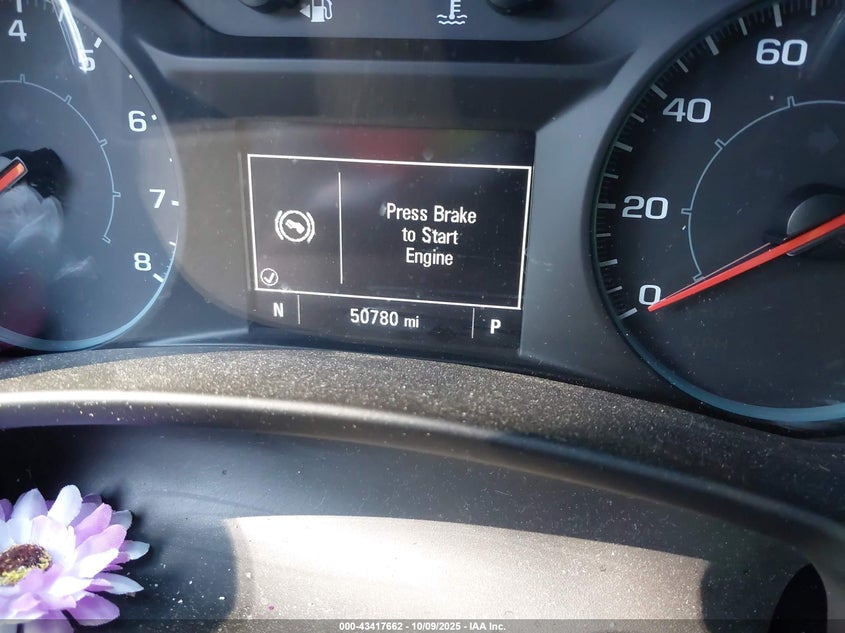 4
5
6
7
8
Press Brake
to Start
Engine
N
50780 mi
P
60
40
20
0
MPH
000-43417662 - 10/09/2025 - IAA Inc.